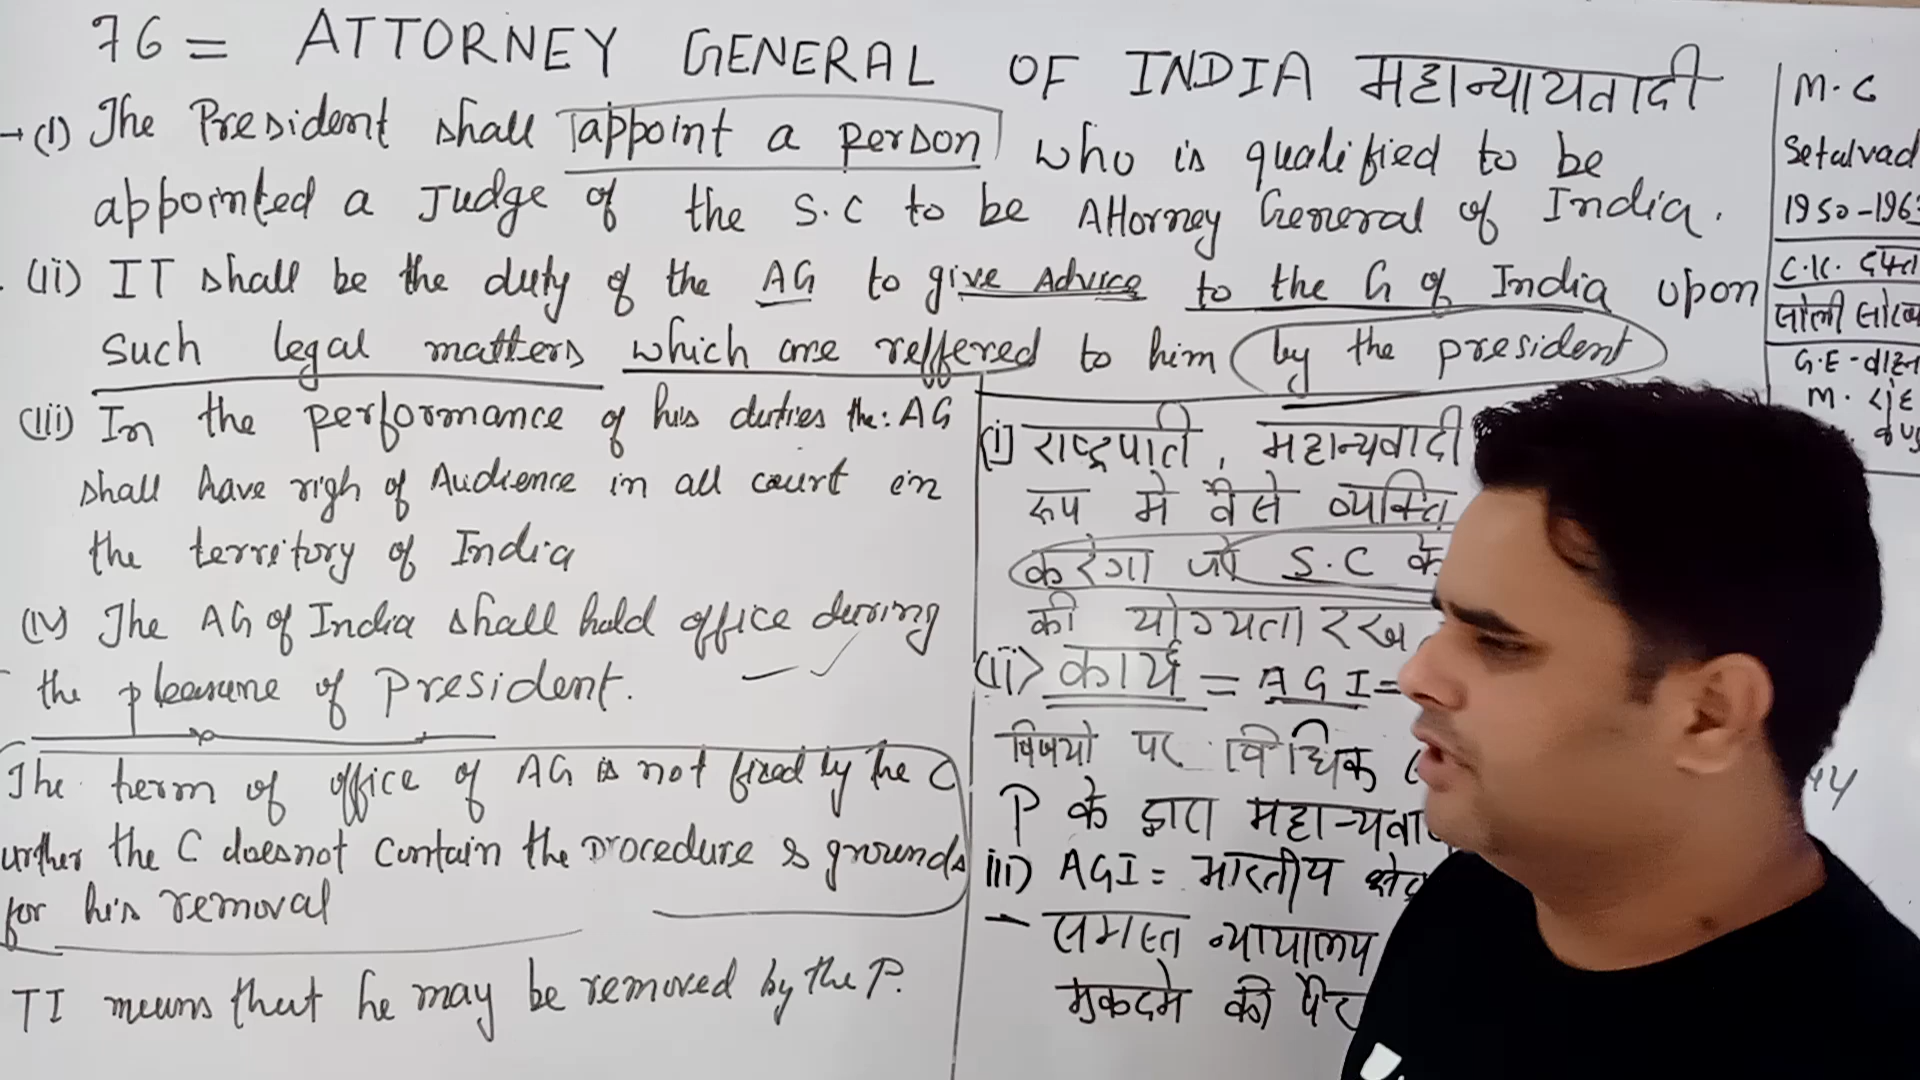 76 = ATTORNEY GENERAL OF INDIA महान्यायवादी
→ (I) The President shall appoint a person who is qualified to be
appointed a Judge of the S.C to be Attorney General of India.
(ii) IT shall be the duty of the AG to give Advice to the G of India upon
such legal matters which are reffered to him by the president
(iii) In the performance of his duties the: AG
shall have righ of Audience in all court in
the territory of India
(IV) The AG of India shall hold office during
the pleasure of President.
The term of office of AG is not fixed by the C
urther the C does not contain the procedure & grounds
for his removal
TI means that he may be removed by the P.
(i) राष्ट्रपति, महान्यवादी
रूप मे वैसे व्यक्ति
करेगा जो S.C के
की योग्यता रख
(ii) कार्य = AGI =
विषयो पर विधिक
P के द्वारा महान्यवा
iii) AGI = भारतीय क्षेत्र
- समस्त न्यायालय
मुकदमे की
M.C
Setalvad
1950-1963
C.K. दफ्त
सोली सोरा
G.E-वाहन
M.